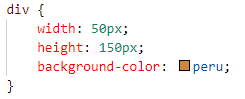 div {
    width: 50px;
    height: 150px;
    background-color: peru;
}